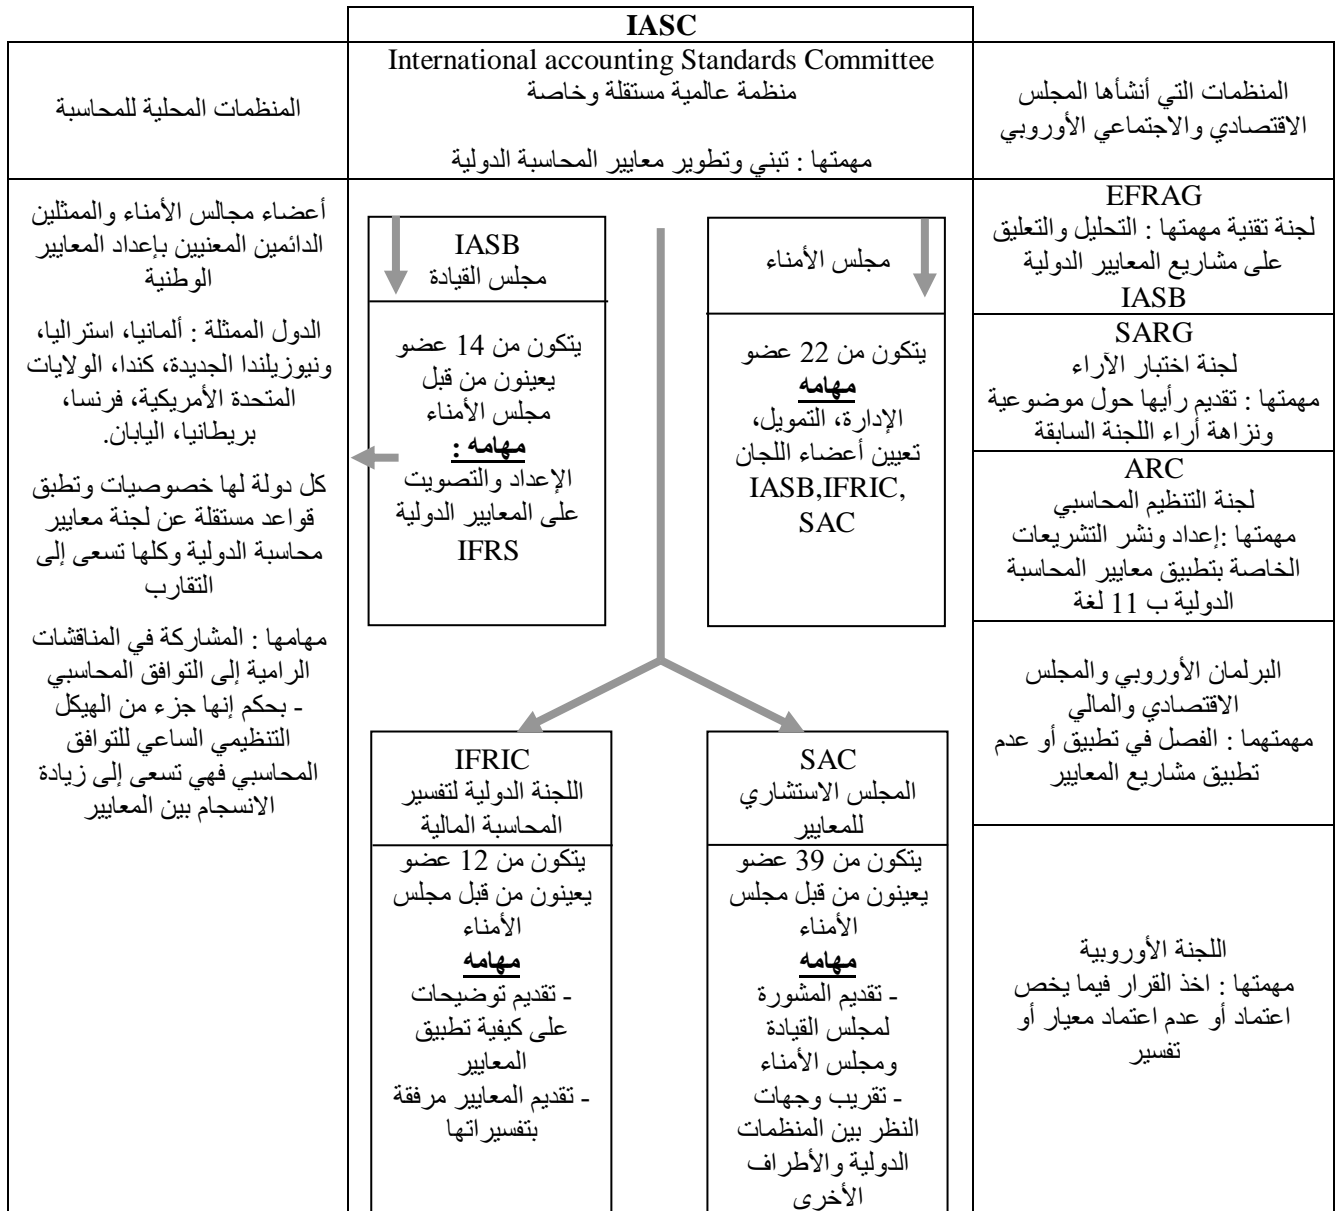 IASC
المنظمات التي أنشأها المجلس
الاقتصادي والاجتماعي الأوروبي
International accounting Standards Committee
منظمة عالمية مستقلة وخاصة
مهمتها : تبني وتطوير معايير المحاسبة الدولية
المنظمات المحلية للمحاسبة
EFRAG
لجنة تقنية مهمتها : التحليل والتعليق
على مشاريع المعايير الدولية
IASB
SARG
لجنة اختبار الآراء
مهمتها : تقديم رأيها حول موضوعية
ونزاهة أراء اللجنة السابقة
ARC
لجنة التنظيم المحاسبي
مهمتها :إعداد ونشر التشريعات
الخاصة بتطبيق معايير المحاسبة
الدولية ب 11 لغة
البرلمان الأوروبي والمجلس
الاقتصادي والمالي
مهمتهما : الفصل في تطبيق أو عدم
تطبيق مشاريع المعايير
اللجنة الأوروبية
مهمتها : اخذ القرار فيما يخص
اعتماد أو عدم اعتماد معيار أو
تفسير
مجلس الأمناء
يتكون من 22 عضو
مهامه
الإدارة، التمويل،
تعيين أعضاء اللجان
IASB,IFRIC,
SAC
IASB
مجلس القيادة
يتكون من 14 عضو
يعينون من قبل
مجلس الأمناء
مهامه :
الإعداد والتصويت
على المعايير الدولية
IFRS
SAC
المجلس الاستشاري
للمعايير
يتكون من 39 عضو
يعينون من قبل مجلس
الأمناء
مهامه
- تقديم المشورة
لمجلس القيادة
ومجلس الأمناء
- تقريب وجهات
النظر بين المنظمات
الدولية والأطراف
الأخرى
IFRIC
اللجنة الدولية لتفسير
المحاسبة المالية
يتكون من 12 عضو
يعينون من قبل مجلس
الأمناء
مهامه
- تقديم توضيحات
على كيفية تطبيق
المعايير
- تقديم المعايير مرفقة
بتفسيراتها
أعضاء مجالس الأمناء والممثلين
الدائمين المعنيين بإعداد المعايير
الوطنية
الدول الممثلة : ألمانيا، استراليا،
ونيوزيلندا الجديدة، كندا، الولايات
المتحدة الأمريكية، فرنسا،
بريطانيا، اليابان.
كل دولة لها خصوصيات وتطبق
قواعد مستقلة عن لجنة معايير
محاسبة الدولية وكلها تسعى إلى
التقارب
مهامها : المشاركة في المناقشات
الرامية إلى التوافق المحاسبي
- بحكم إنها جزء من الهيكل
التنظيمي الساعي للتوافق
المحاسبي فهي تسعى إلى زيادة
الانسجام بين المعايير